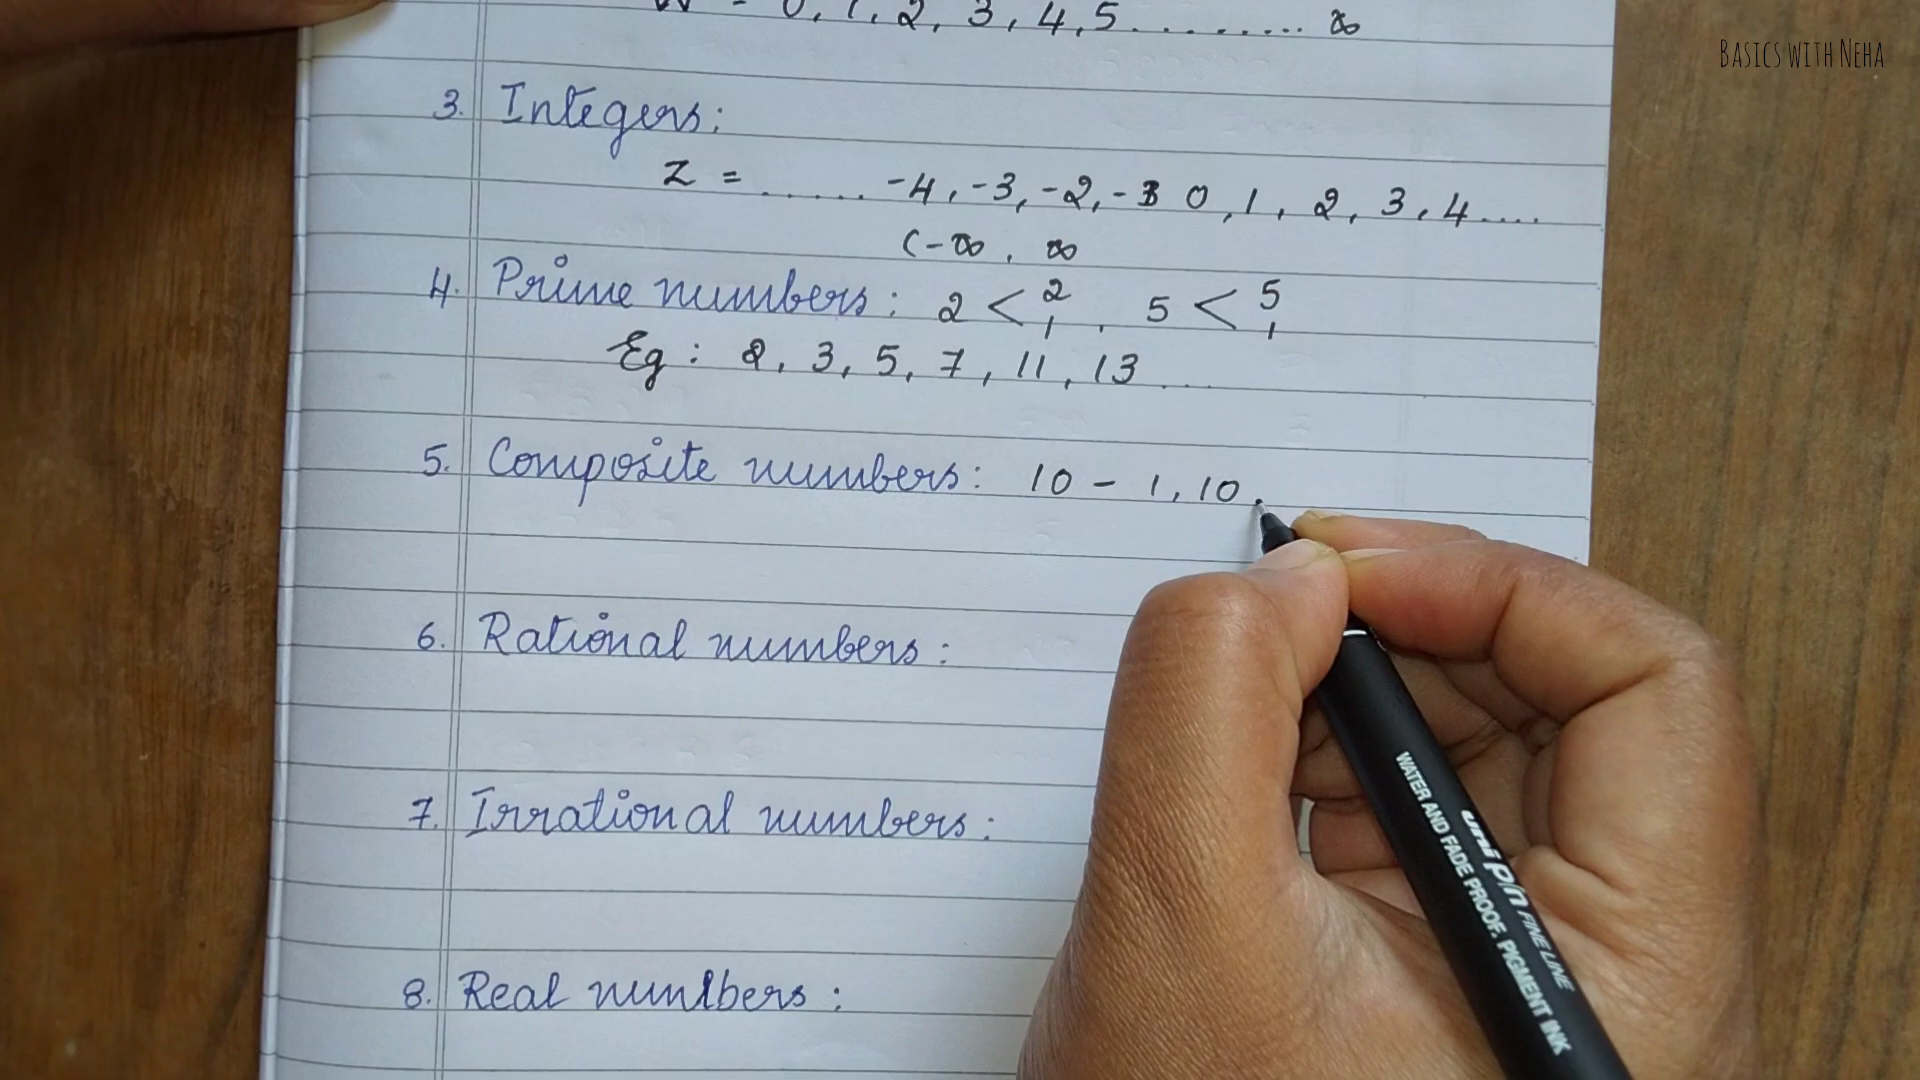 W = 0, 1, 2, 3, 4, 5 ......... ∞
BASICS WITH NEHA
3. Integers:
Z = ...... -4, -3, -2, -1 0, 1, 2, 3, 4....
(-∞, ∞
4. Prime numbers: 2 < 2 1, 5 < 5 1
Eg: 2, 3, 5, 7, 11, 13 ...
5. Composite numbers: 10 - 1, 10,
6. Rational numbers:
7. Irrational numbers:
8. Real numbers:
uni pin FINE LINE
WATER AND FADE PROOF, PIGMENT INK